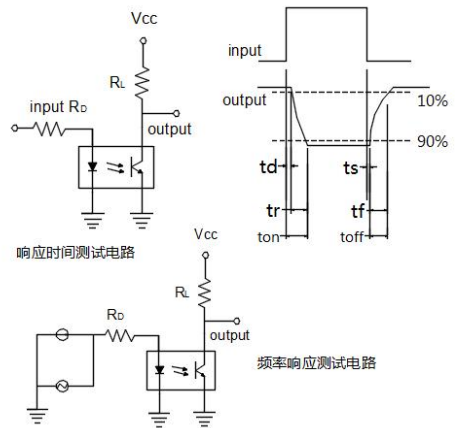 Vcc
RL
input RD
output
响应时间测试电路
input
output
10%
90%
td
ts
tr
tf
ton
toff
Vcc
RL
RD
output
频率响应测试电路